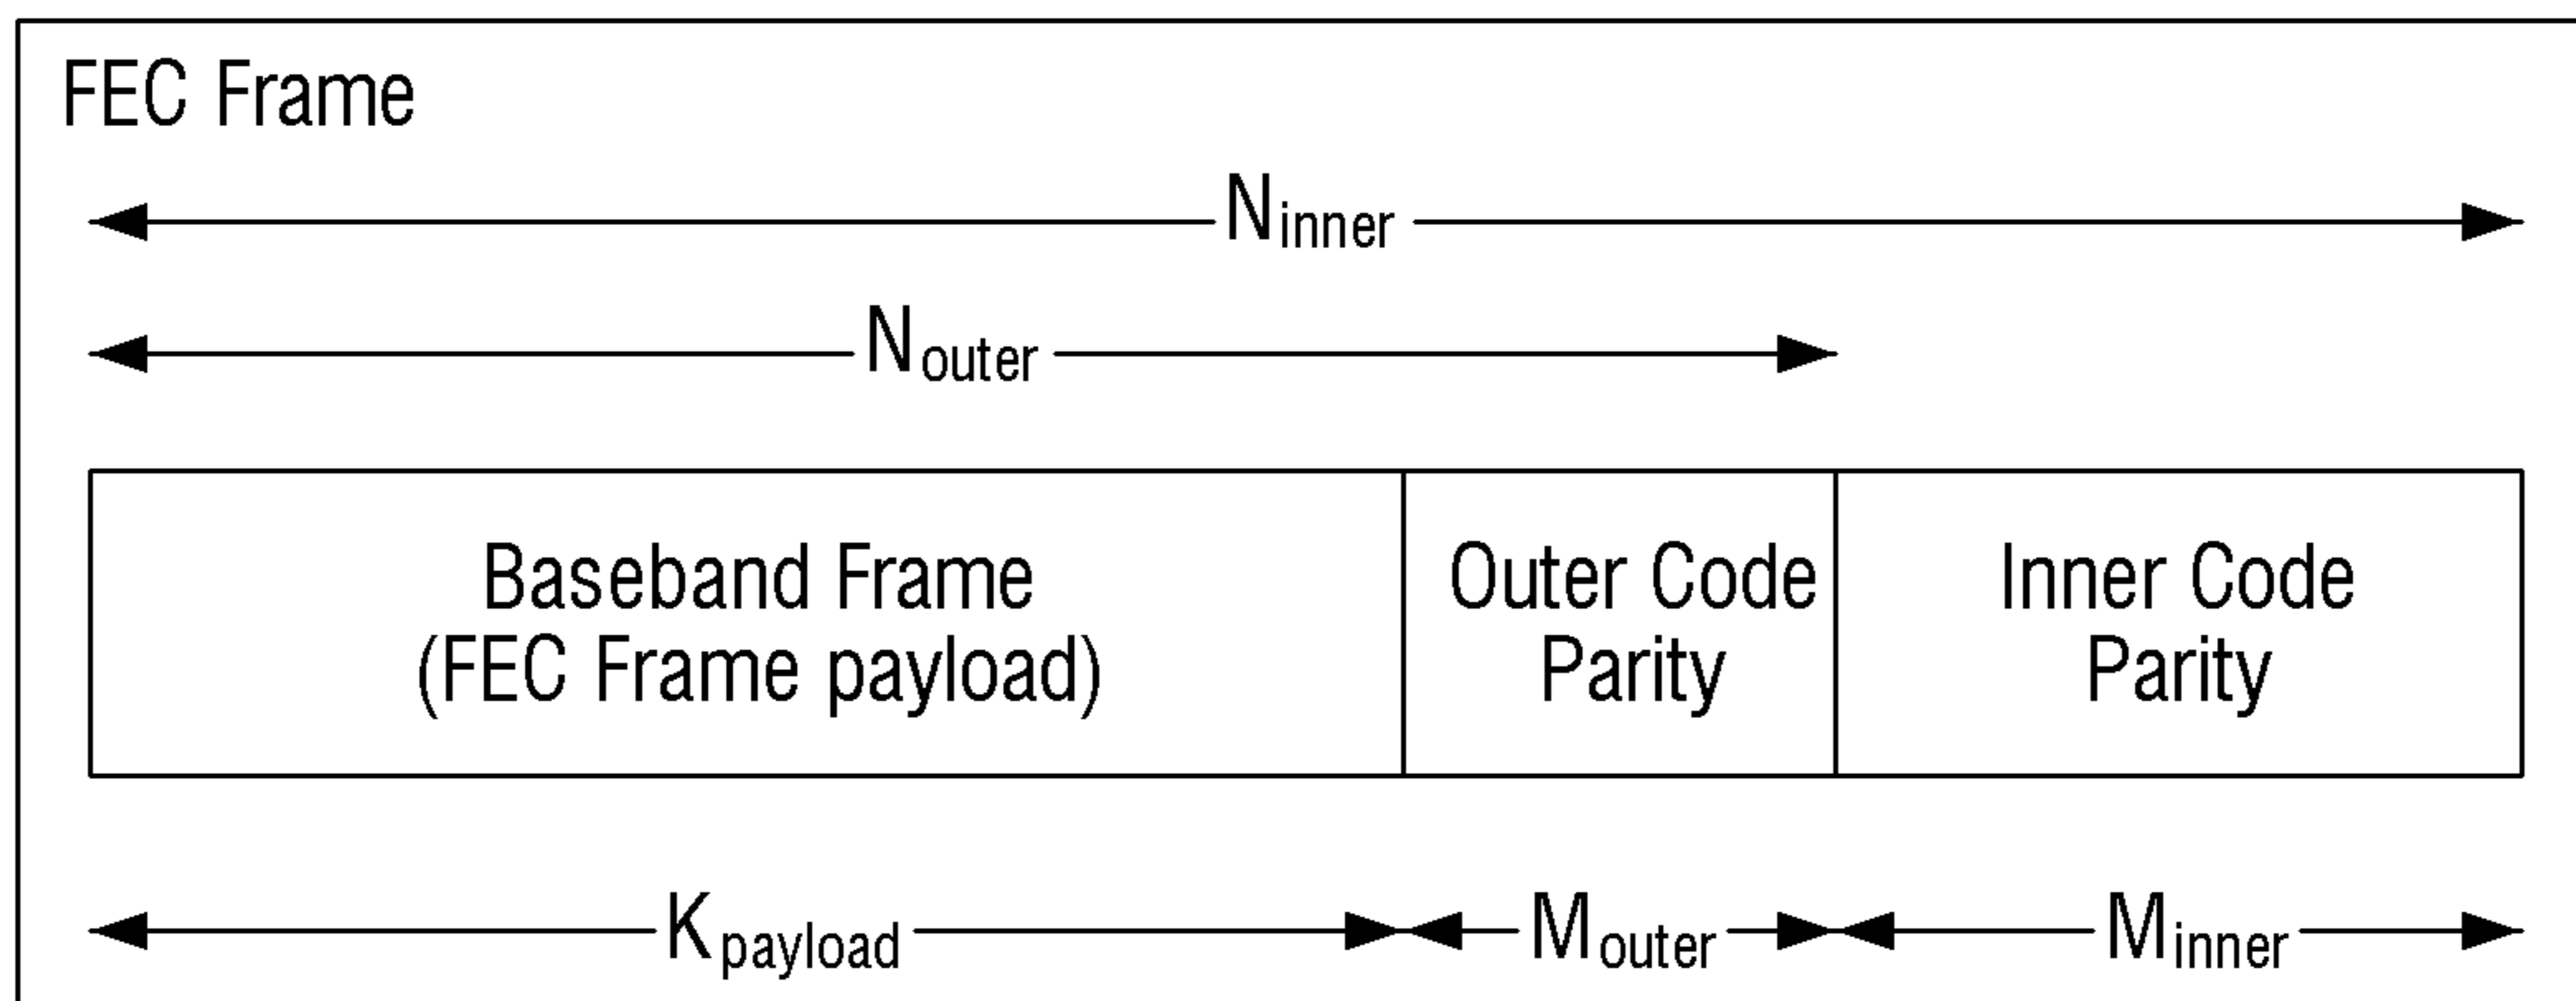 FEC Frame
Ninner
Nouter
Baseband Frame
(FEC Frame payload)
Outer Code
Parity
Inner Code
Parity
Kpayload
Mouter
Minner